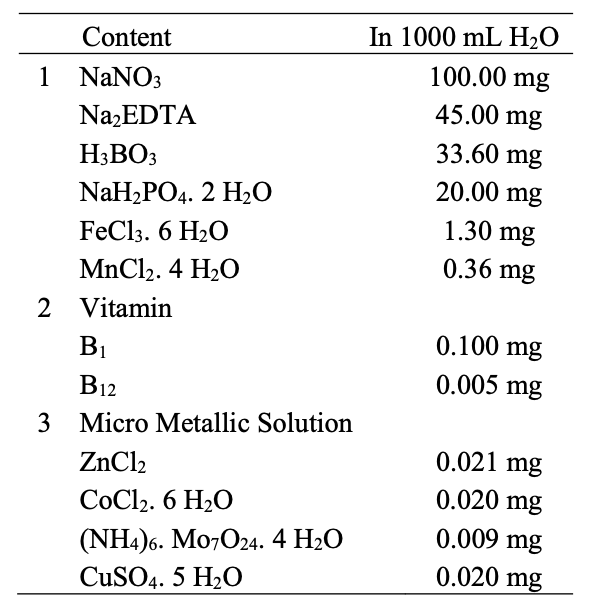 Content In 1000 mL H₂O
1 NaNO₃ 100.00 mg
Na₂EDTA 45.00 mg
H₃BO₃ 33.60 mg
NaH₂PO₄. 2 H₂O 20.00 mg
FeCl₃. 6 H₂O 1.30 mg
MnCl₂. 4 H₂O 0.36 mg
2 Vitamin
B₁ 0.100 mg
B₁₂ 0.005 mg
3 Micro Metallic Solution
ZnCl₂ 0.021 mg
CoCl₂. 6 H₂O 0.020 mg
(NH₄)₆. Mo₇O₂₄. 4 H₂O 0.009 mg
CuSO₄. 5 H₂O 0.020 mg